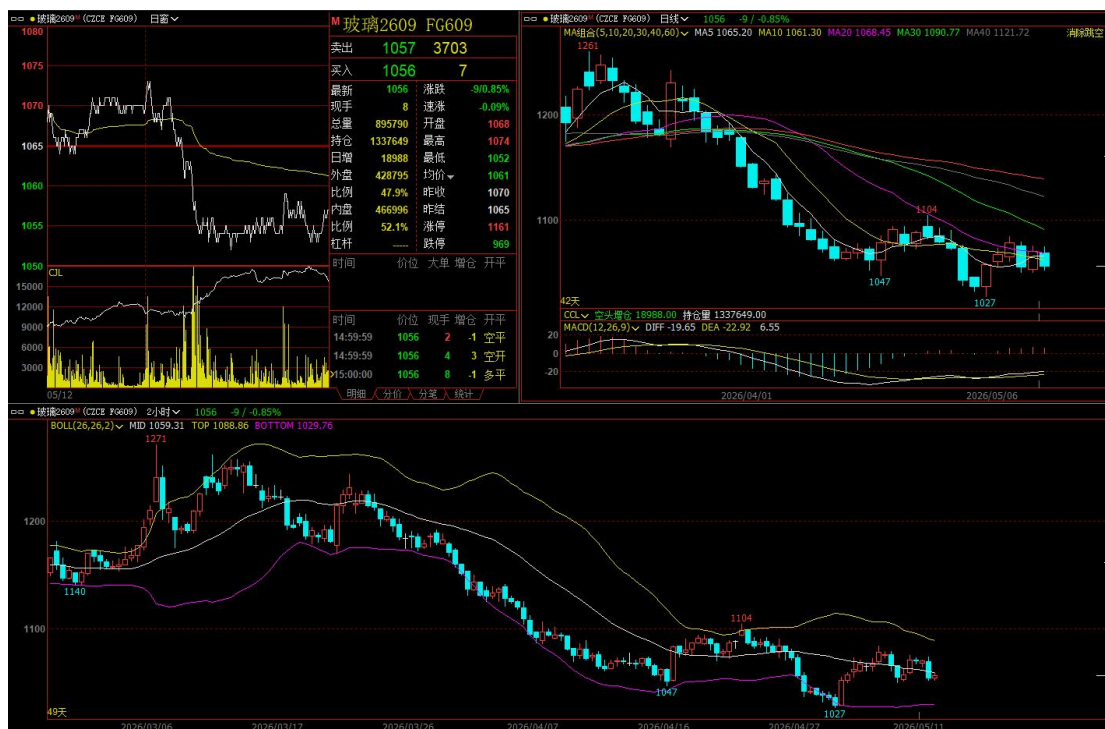 玻璃2609M (CZCE FG609) 日窗
1080
1075
1070
1065
1060
1055
1050
CJL
15000
12000
9000
6000
3000
05/12
M 玻璃2609 FG609
卖出 1057 3703
买入 1056 7
最新 1056 涨跌 -9/0.85%
现手 8 速涨 -0.09%
总量 895790 开盘 1068
持仓 1337649 最高 1074
日增 18988 最低 1052
外盘 428795 均价 1061
比例 47.9% 昨收 1070
内盘 466996 昨结 1065
比例 52.1% 涨停 1161
杠杆 ----- 跌停 969
时间 价位 大单 增仓 开平
时间 价位 现手 增仓 开平
14:59:59 1056 2 -1 空平
14:59:59 1056 4 3 空开
15:00:00 1056 8 -1 多平
明细 分价 分笔 统计
玻璃2609M (CZCE FG609) 日线 1056 -9 / -0.85%
MA组合(5,10,20,30,40,60) MA5 1065.20 MA10 1061.30 MA20 1068.45 MA30 1090.77 MA40 1121.72 消除跳空
1261
1200
1104
1100
1047
1027
42天
CCL 空头增仓 18988.00 持仓量 1337649.00
MACD(12,26,9) DIFF -19.65 DEA -22.92 6.55
20
-20
2026/04/01 2026/05/06
玻璃2609M (CZCE FG609) 2小时 1056 -9 / -0.85%
BOLL(26,26,2) MID 1059.31 TOP 1088.86 BOTTOM 1029.76
1271
1200
1140
1104
1100
1047
1027
49天
2026/03/06 2026/03/17 2026/03/26 2026/04/07 2026/04/16 2026/04/27 2026/05/11